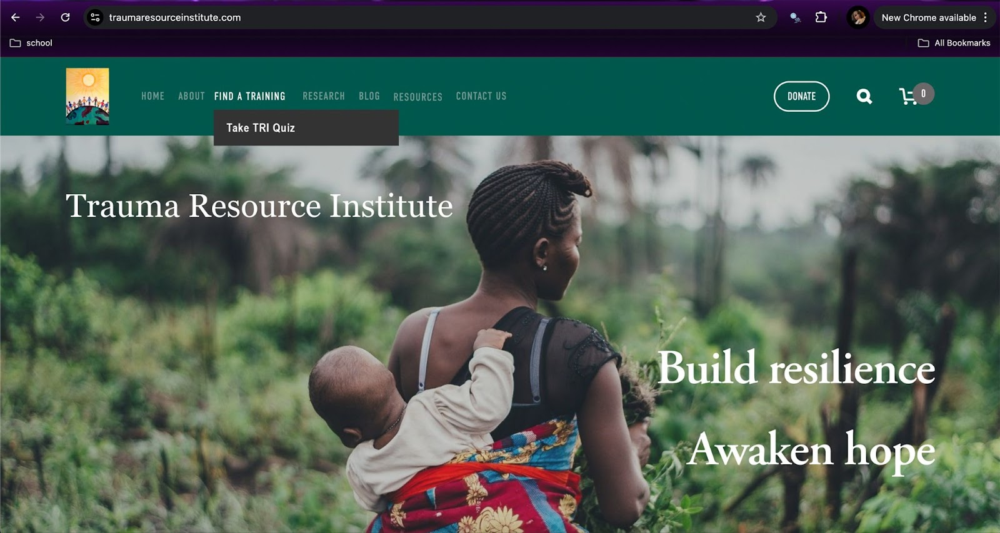 traumaresourceinstitute.com
New Chrome available
school
All Bookmarks
HOME ABOUT FIND A TRAINING RESEARCH BLOG RESOURCES CONTACT US
DONATE
0
Take TRI Quiz
Trauma Resource Institute
Build resilience
Awaken hope